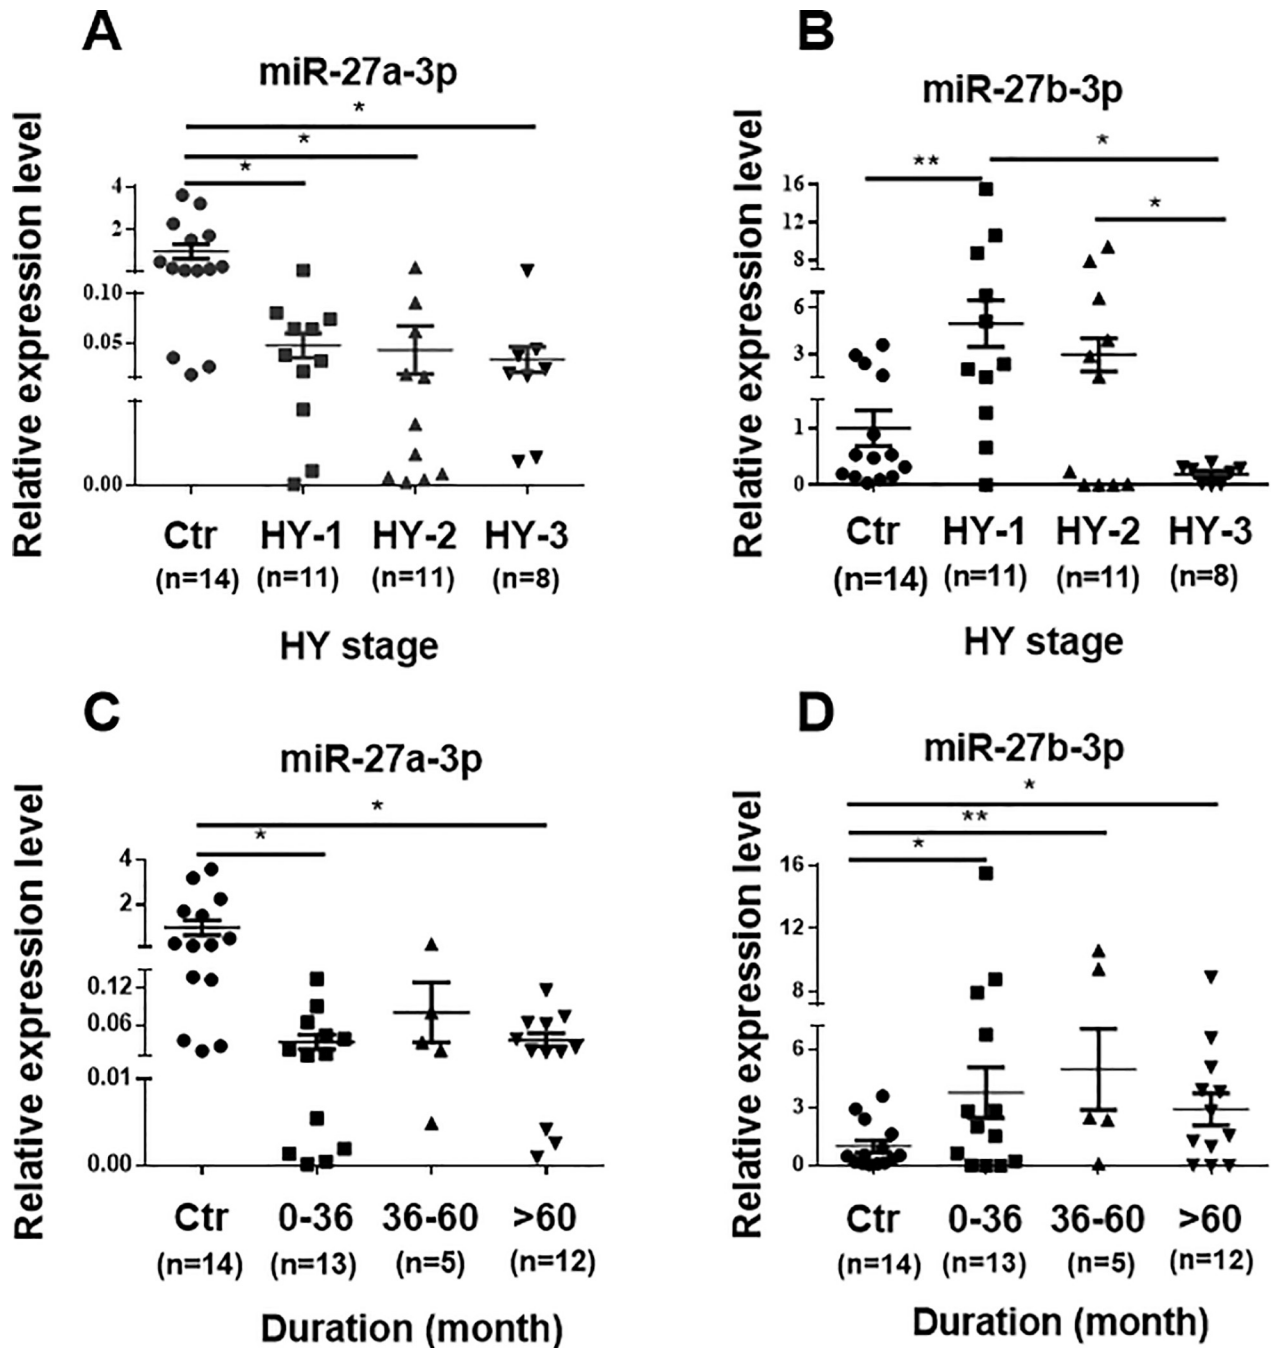 A
miR-27a-3p
Relative expression level
*
*
*
4
2
0.10
0.05
0.00
Ctr HY-1 HY-2 HY-3
(n=14) (n=11) (n=11) (n=8)
HY stage
B
miR-27b-3p
Relative expression level
*
**
*
16
12
8
6
3
1
0
Ctr HY-1 HY-2 HY-3
(n=14) (n=11) (n=11) (n=8)
HY stage
C
miR-27a-3p
Relative expression level
*
*
4
2
0.12
0.06
0.01
0.00
Ctr 0-36 36-60 >60
(n=14) (n=13) (n=5) (n=12)
Duration (month)
D
miR-27b-3p
Relative expression level
*
**
*
16
12
8
6
3
0
Ctr 0-36 36-60 >60
(n=14) (n=13) (n=5) (n=12)
Duration (month)